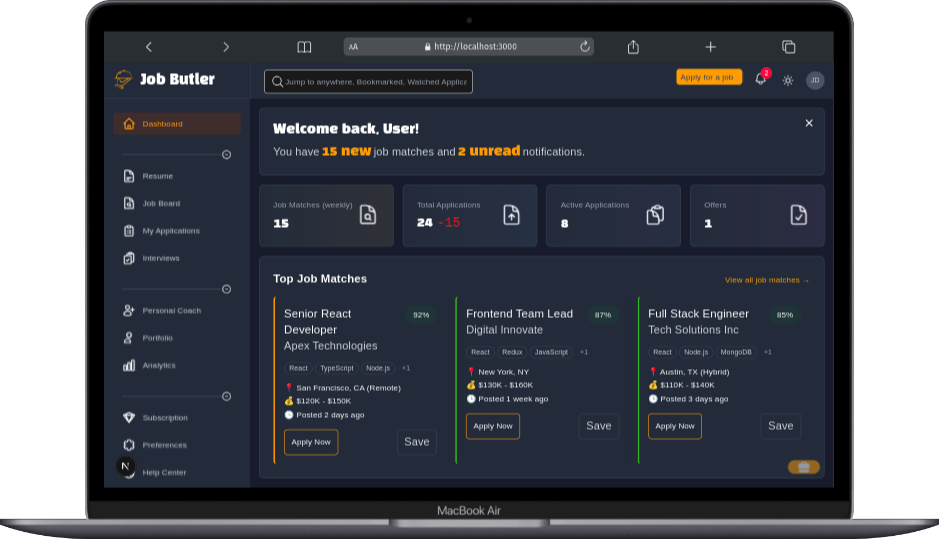 AA http://localhost:3000
Job Butler
Jump to anywhere, Bookmarked, Watched Applic
Apply for a job
2
JD
Dashboard
Resume
Job Board
My Applications
Interviews
Personal Coach
Portfolio
Analytics
Subscription
Preferences
Help Center
N
Welcome back, User!
You have 15 new job matches and 2 unread notifications.
Job Matches (weekly)
15
Total Applications
24 -15
Active Applications
8
Offers
1
Top Job Matches
View all job matches →
Senior React
Developer
92%
Apex Technologies
React TypeScript Node.js +1
San Francisco, CA (Remote)
$120K - $150K
Posted 2 days ago
Apply Now
Save
Frontend Team Lead
87%
Digital Innovate
React Redux JavaScript +1
New York, NY
$130K - $160K
Posted 1 week ago
Apply Now
Save
Full Stack Engineer
85%
Tech Solutions Inc
React Node.js MongoDB +1
Austin, TX (Hybrid)
$110K - $140K
Posted 3 days ago
Apply Now
Save
MacBook Air